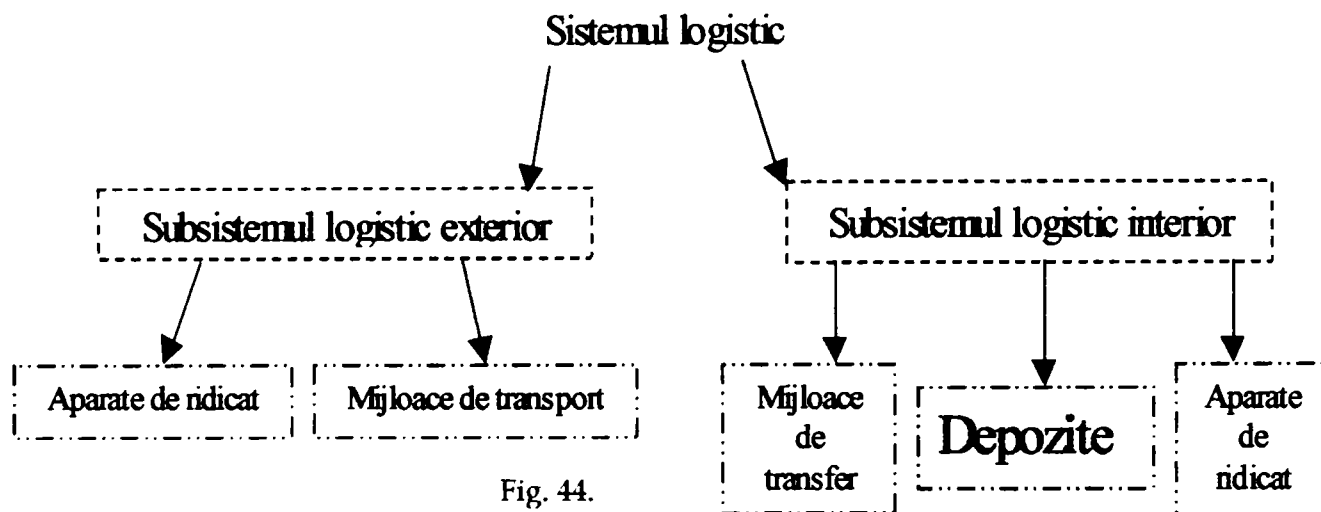 Sistemul logistic
Subsistemul logistic exterior
Subsistemul logistic interior
Aparate de ridicat
Mijloace de transport
Mijloace
de
transfer
Depozite
Aparate
de
ridicat
Fig. 44.